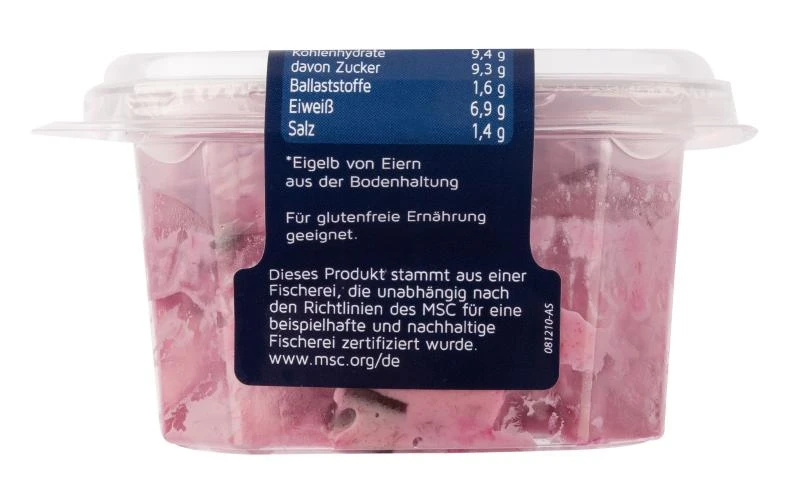 Kohlenhydrate 9,4 g
davon Zucker 9,3 g
Ballaststoffe 1,6 g
Eiweiß 6,9 g
Salz 1,4 g
*Eigelb von Eiern
aus der Bodenhaltung
Für glutenfreie Ernährung
geeignet.
Dieses Produkt stammt aus einer
Fischerei, die unabhängig nach
den Richtlinien des MSC für eine
beispielhafte und nachhaltige
Fischerei zertifiziert wurde.
www.msc.org/de
081210-AS